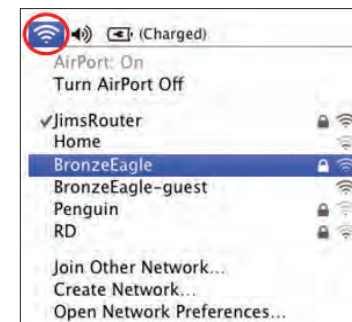 (Charged)
AirPort: On
Turn AirPort Off
✓JimsRouter
Home
BronzeEagle
BronzeEagle-guest
Penguin
RD
Join Other Network...
Create Network...
Open Network Preferences...